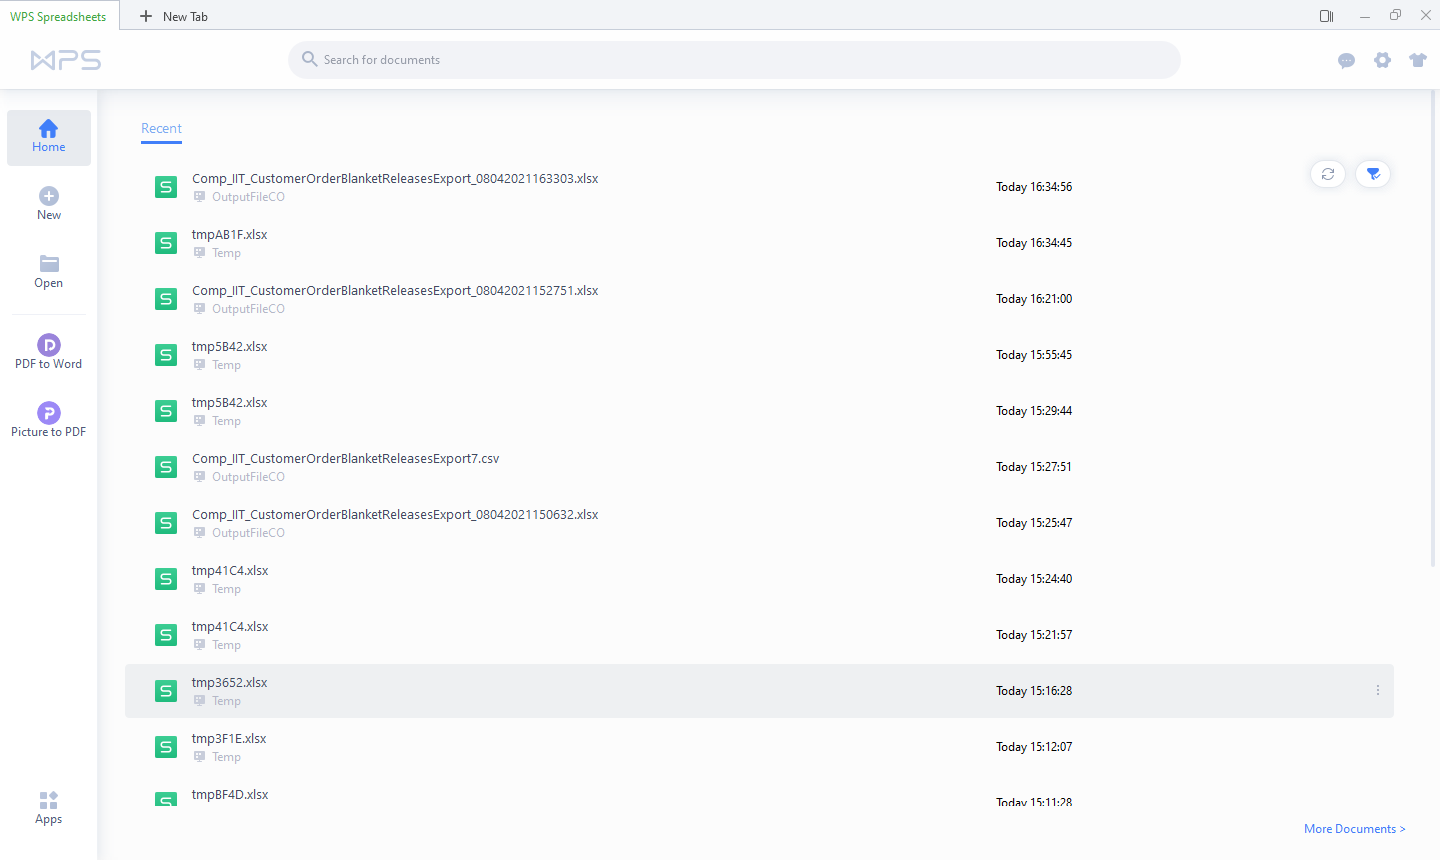 WPS Spreadsheets
New Tab
WPS
Search for documents
Home
New
Open
PDF to Word
Picture to PDF
Apps
Recent
Comp_IIT_CustomerOrderBlanketReleasesExport_08042021163303.xlsx
OutputFileCO
Today 16:34:56
tmpAB1F.xlsx
Temp
Today 16:34:45
Comp_IIT_CustomerOrderBlanketReleasesExport_08042021152751.xlsx
OutputFileCO
Today 16:21:00
tmp5B42.xlsx
Temp
Today 15:55:45
tmp5B42.xlsx
Temp
Today 15:29:44
Comp_IIT_CustomerOrderBlanketReleasesExport7.csv
OutputFileCO
Today 15:27:51
Comp_IIT_CustomerOrderBlanketReleasesExport_08042021150632.xlsx
OutputFileCO
Today 15:25:47
tmp41C4.xlsx
Temp
Today 15:24:40
tmp41C4.xlsx
Temp
Today 15:21:57
tmp3652.xlsx
Temp
Today 15:16:28
tmp3F1E.xlsx
Temp
Today 15:12:07
tmpBF4D.xlsx
Today 15:11:28
More Documents >